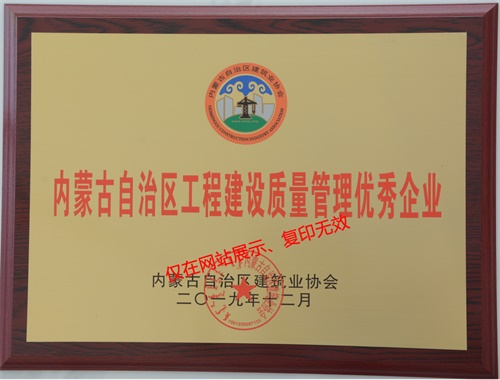 内蒙古自治区建筑业协会
内蒙古自治区工程建设质量管理优秀企业
仅在网站展示、复印无效
内蒙古自治区建筑业协会
二〇一九年十二月